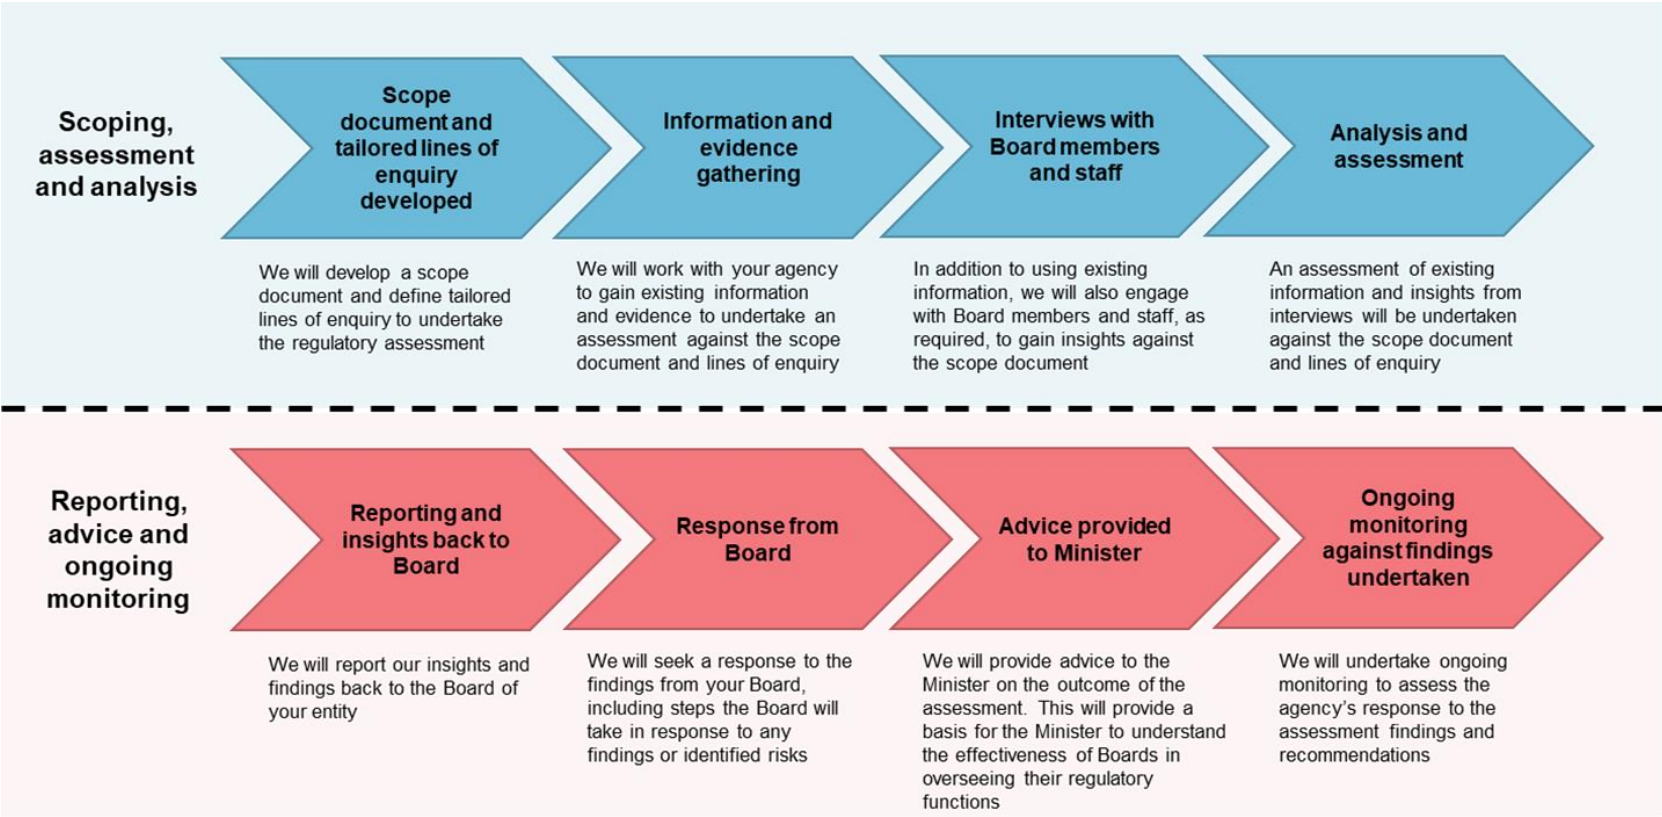 Scoping,
assessment
and analysis
Scope
document and
tailored lines of
enquiry
developed
Information and
evidence
gathering
Interviews with
Board members
and staff
Analysis and
assessment
We will develop a scope
document and define tailored
lines of enquiry to undertake
the regulatory assessment
We will work with your agency
to gain existing information
and evidence to undertake an
assessment against the scope
document and lines of enquiry
In addition to using existing
information, we will also engage
with Board members and staff, as
required, to gain insights against
the scope document
An assessment of existing
information and insights from
interviews will be undertaken
against the scope document
and lines of enquiry
Reporting,
advice and
ongoing
monitoring
Reporting and
insights back to
Board
Response from
Board
Advice provided
to Minister
Ongoing
monitoring
against findings
undertaken
We will report our insights and
findings back to the Board of
your entity
We will seek a response to the
findings from your Board,
including steps the Board will
take in response to any
findings or identified risks
We will provide advice to the
Minister on the outcome of the
assessment. This will provide a
basis for the Minister to understand
the effectiveness of Boards in
overseeing their regulatory
functions
We will undertake ongoing
monitoring to assess the
agency's response to the
assessment findings and
recommendations